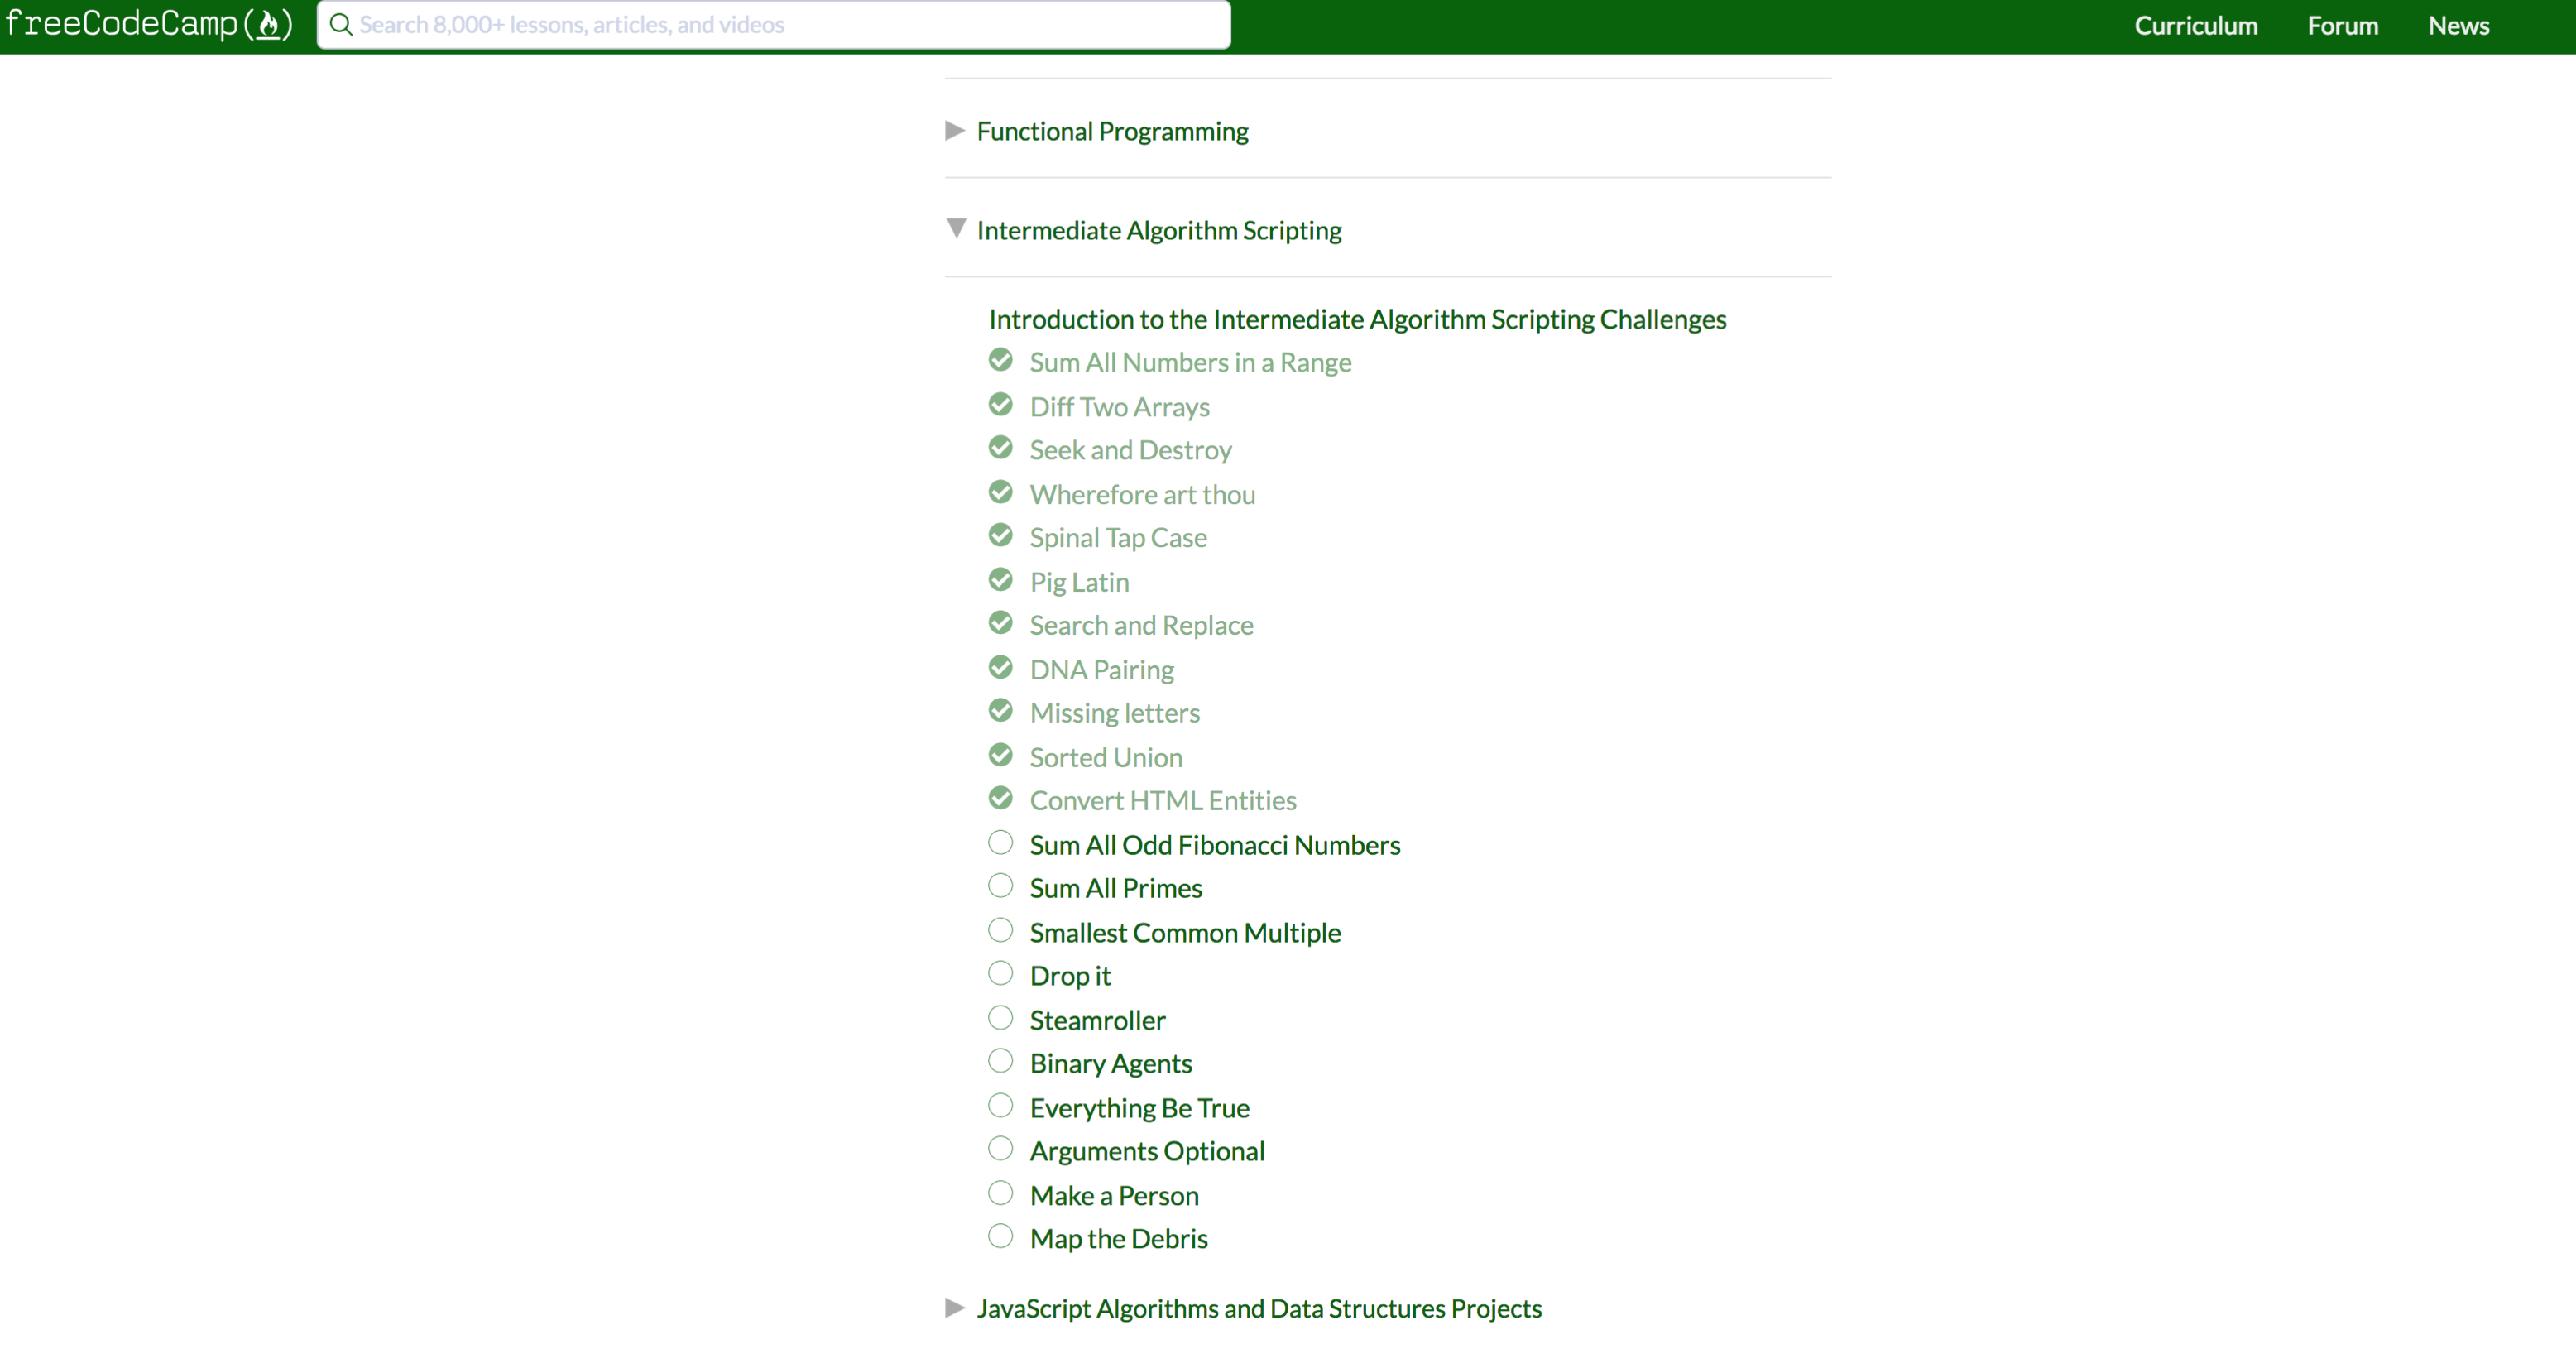 freeCodeCamp
Search 8,000+ lessons, articles, and videos
Curriculum Forum News
Functional Programming
Intermediate Algorithm Scripting
Introduction to the Intermediate Algorithm Scripting Challenges
Sum All Numbers in a Range
Diff Two Arrays
Seek and Destroy
Wherefore art thou
Spinal Tap Case
Pig Latin
Search and Replace
DNA Pairing
Missing letters
Sorted Union
Convert HTML Entities
Sum All Odd Fibonacci Numbers
Sum All Primes
Smallest Common Multiple
Drop it
Steamroller
Binary Agents
Everything Be True
Arguments Optional
Make a Person
Map the Debris
JavaScript Algorithms and Data Structures Projects